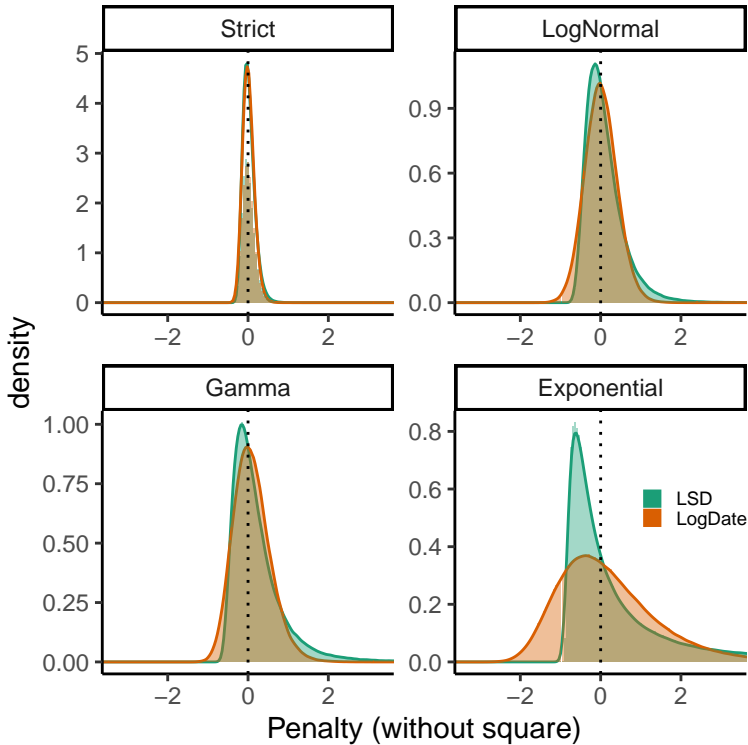 Strict
LogNormal
5
4
3
2
1
0
0.9
0.6
0.3
0.0
−2 0 2
−2 0 2
density
Gamma
Exponential
1.00
0.75
0.50
0.25
0.00
0.8
0.6
0.4
0.2
0.0
LSD
LogDate
−2 0 2
−2 0 2
Penalty (without square)